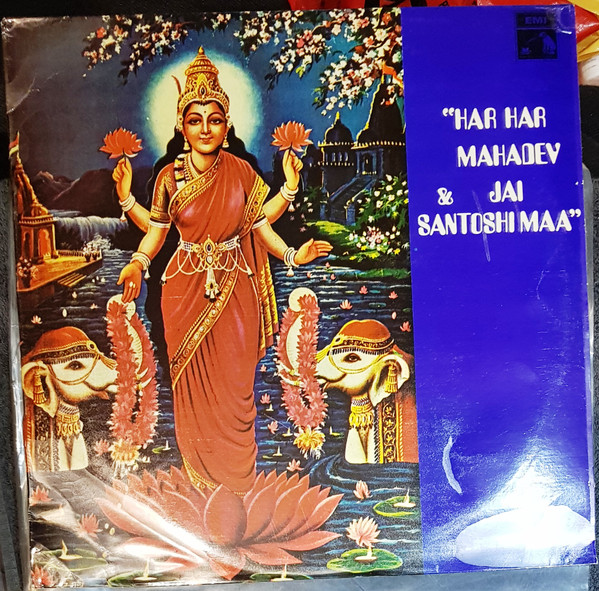 EMI
“HAR HAR
MAHADEV
& JAI
SANTOSHI MAA”